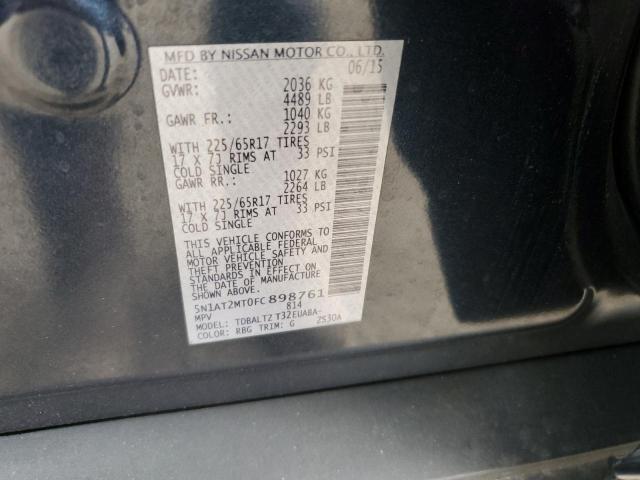 MFD BY NISSAN MOTOR CO., LTD.
DATE: 06/15
GVWR: 2036 KG
4489 LB
GAWR FR.: 1040 KG
2293 LB
WITH 225/65R17 TIRES
17 X 7J RIMS AT 33 PSI
COLD SINGLE
GAWR RR.: 1027 KG
2264 LB
WITH 225/65R17 TIRES
17 X 7J RIMS AT 33 PSI
COLD SINGLE
THIS VEHICLE CONFORMS TO
ALL APPLICABLE FEDERAL
MOTOR VEHICLE SAFETY AND
THEFT PREVENTION
STANDARDS IN EFFECT ON
THE DATE OF MANUFACTURE
SHOWN ABOVE.
5N1AT2MT0FC898761
MPV 814
MODEL: TDBALTZ T32EUABA-
COLOR: RBG TRIM: G ZS30A